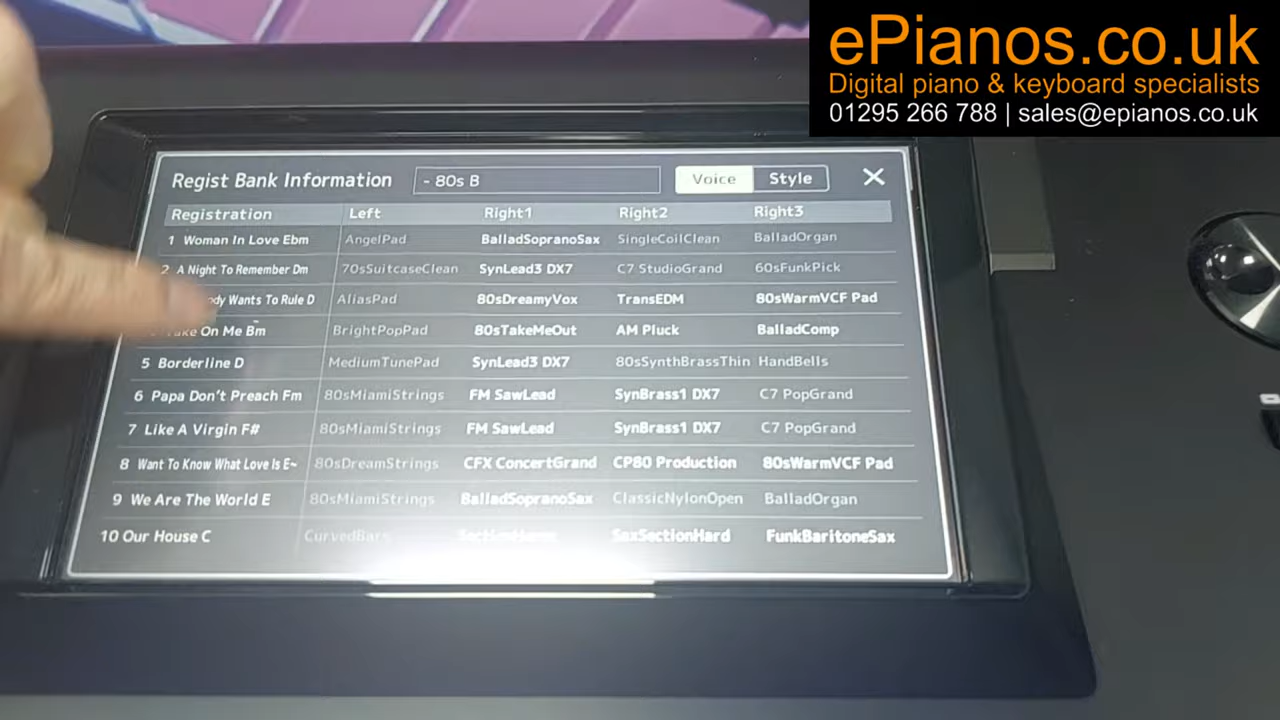 ePianos.co.uk
Digital piano & keyboard specialists
01295 266 788 | sales@epianos.co.uk
Regist Bank Information - 80s B Voice Style X
Registration Left Right1 Right2 Right3
1 Woman In Love Ebm AngelPad BalladSopranoSax SingleCoilClean BalladOrgan
2 A Night To Remember Dm 70sSuitcaseClean SynLead3 DX7 C7 StudioGrand 60sFunkPick
Wants To Rule D AliasPad 80sDreamyVox TransEDM 80sWarmVCF Pad
On Me Bm BrightPopPad 80sTakeMeOut AM Pluck BalladComp
5 Borderline D MediumTunePad SynLead3 DX7 80sSynthBrassThin HandBells
6 Papa Don't Preach Fm 80sMiamiStrings FM SawLead SynBrass1 DX7 C7 PopGrand
7 Like A Virgin F# 80sMiamiStrings FM SawLead SynBrass1 DX7 C7 PopGrand
8 Want To Know What Love Is E~ 80sDreamStrings CFX ConcertGrand CP80 Production 80sWarmVCF Pad
9 We Are The World E 80sMiamiStrings BalladSopranoSax ClassicNylonOpen BalladOrgan
10 Our House C CurvedBars SaxSectionHard FunkBaritoneSax